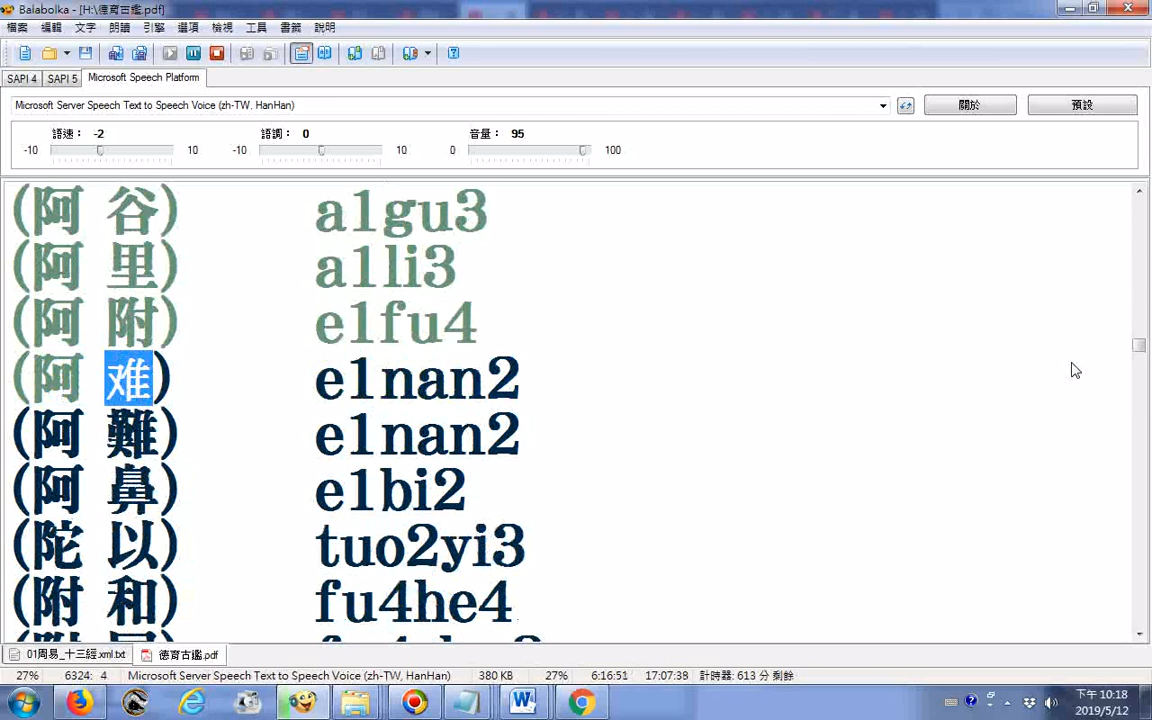 Balabolka - [H:\德育古鑑.pdf]
檔案 編輯 文字 朗讀 引擎 選項 檢視 工具 書籤 說明
SAPI 4 SAPI 5 Microsoft Speech Platform
Microsoft Server Speech Text to Speech Voice (zh-TW, HanHan) 關於 預設
語速： -2 語調： 0 音量： 95
-10 10 -10 10 0 100
(阿 谷) a1gu3
(阿 里) a1li3
(阿 附) e1fu4
(阿 难) e1nan2
(阿 難) e1nan2
(阿 鼻) e1bi2
(陀 以) tuo2yi3
(附 和) fu4he4
01周易_十三經.xml.txt 德育古鑑.pdf
27% 6324: 4 Microsoft Server Speech Text to Speech Voice (zh-TW, HanHan) 380 KB 27% 6:16:51 17:07:38 計時器: 613 分 剩餘
下午 10:18
2019/5/12